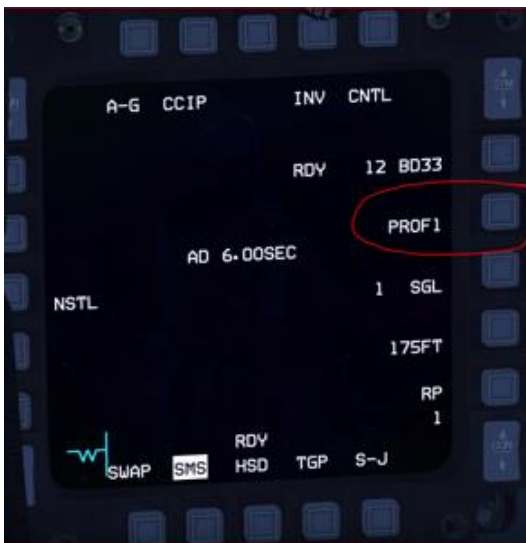 A-G CCIP INV CNTL
RDY 12 BD33
PROF1
AD 6.00SEC
1 SGL
NSTL
175FT
RP
1
RDY
SWAP SMS HSD TGP S-J